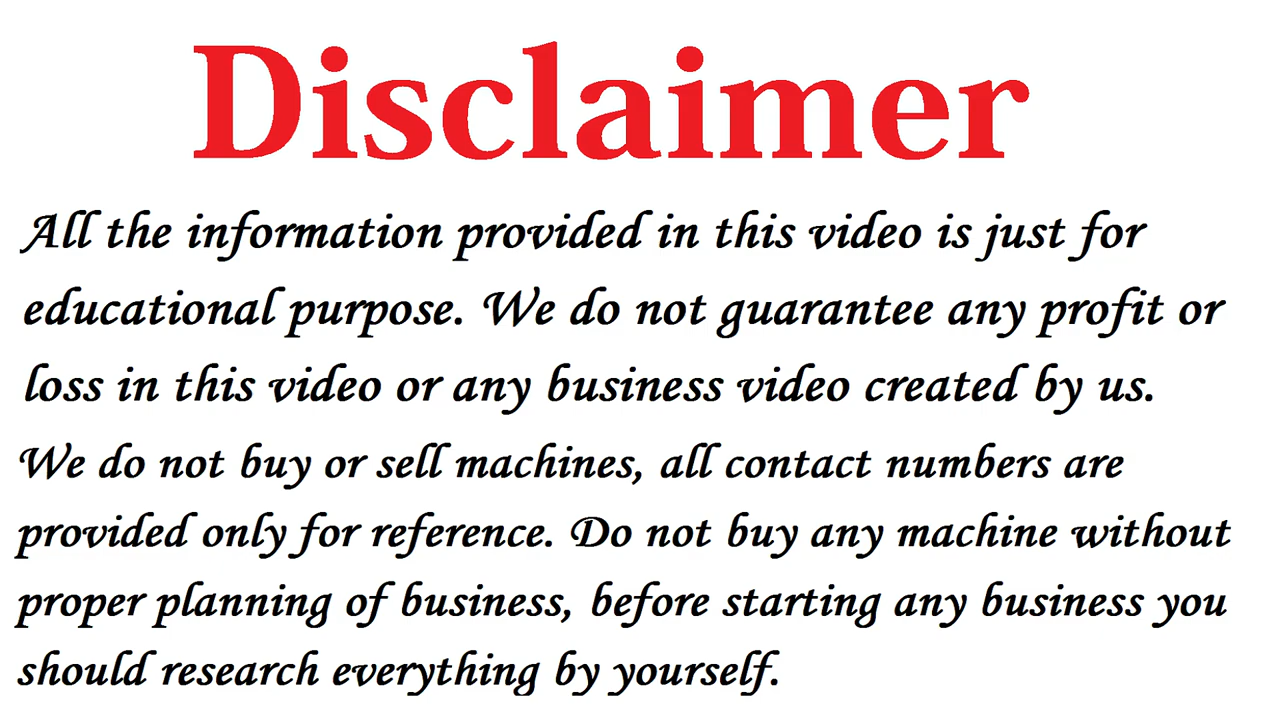 Disclaimer
All the information provided in this video is just for
educational purpose. We do not guarantee any profit or
loss in this video or any business video created by us.
We do not buy or sell machines, all contact numbers are
provided only for reference. Do not buy any machine without
proper planning of business, before starting any business you
should research everything by yourself.